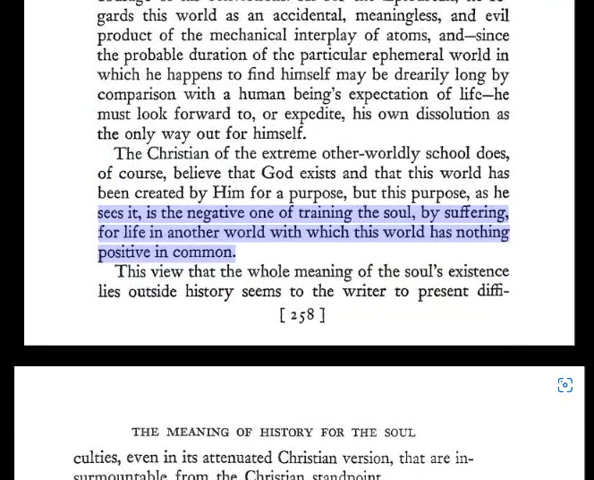 gards this world as an accidental, meaningless, and evil
product of the mechanical interplay of atoms, and—since
the probable duration of the particular ephemeral world in
which he happens to find himself may be drearily long by
comparison with a human being's expectation of life—he
must look forward to, or expedite, his own dissolution as
the only way out for himself.
The Christian of the extreme other-worldly school does,
of course, believe that God exists and that this world has
been created by Him for a purpose, but this purpose, as he
sees it, is the negative one of training the soul, by suffering,
for life in another world with which this world has nothing
positive in common.
This view that the whole meaning of the soul's existence
lies outside history seems to the writer to present diffi-
[ 258 ]
THE MEANING OF HISTORY FOR THE SOUL
culties, even in its attenuated Christian version, that are in-
surmountable from the Christian standpoint